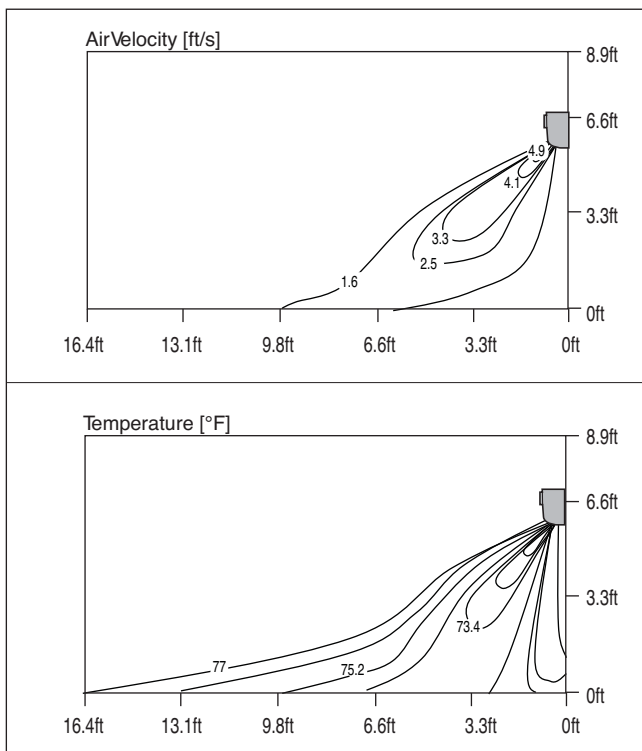 Air Velocity [ft/s]
8.9ft
6.6ft
4.9
4.1
3.3ft
3.3
2.5
1.6
0ft
16.4ft 13.1ft 9.8ft 6.6ft 3.3ft 0ft
Temperature [°F]
8.9ft
6.6ft
3.3ft
73.4
77
75.2
0ft
16.4ft 13.1ft 9.8ft 6.6ft 3.3ft 0ft